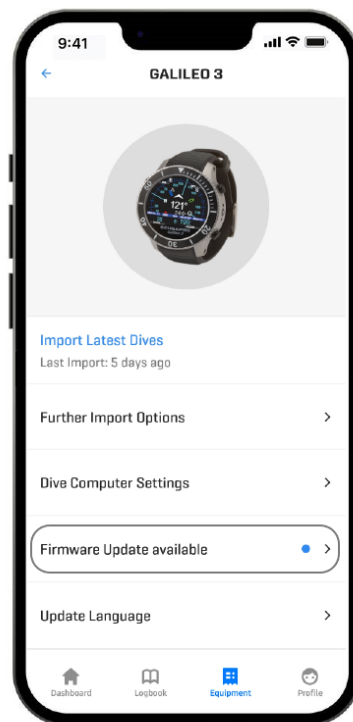 9:41
GALILEO 3
121°
Import Latest Dives
Last Import: 5 days ago
Further Import Options
Dive Computer Settings
Firmware Update available
Update Language
Dashboard
Logbook
Equipment
Profile